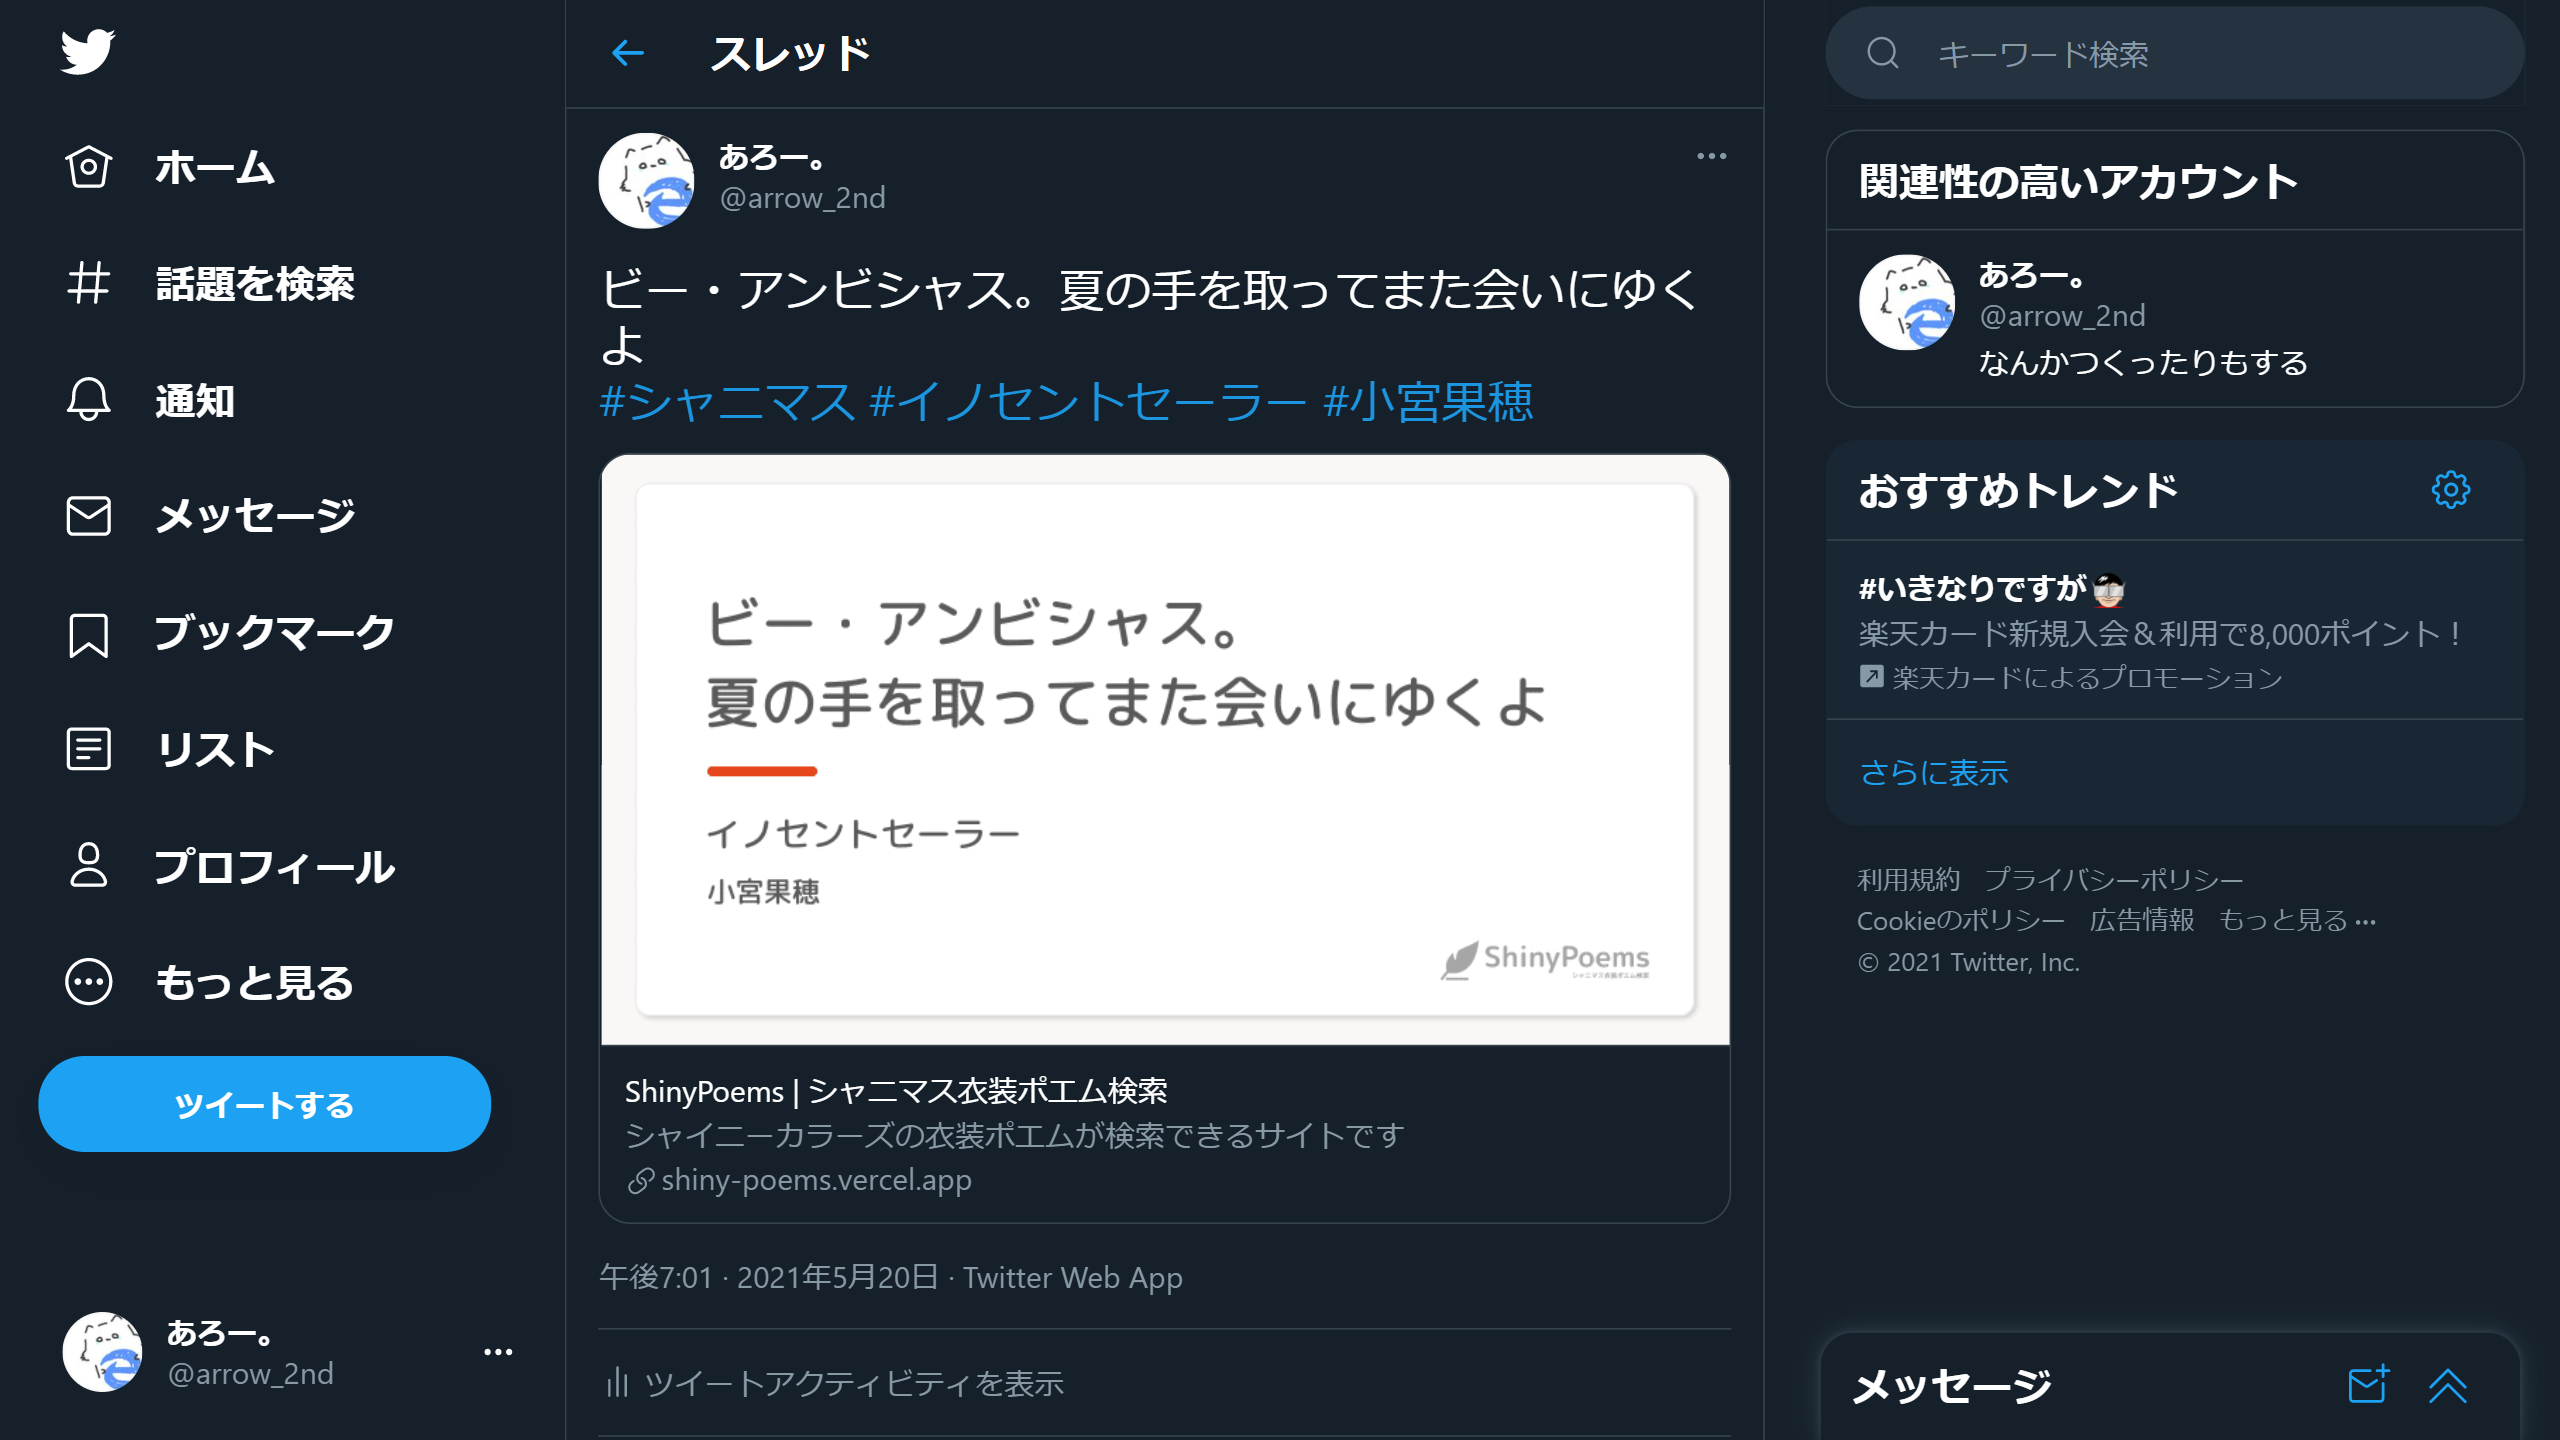 ホーム
話題を検索
通知
メッセージ
ブックマーク
リスト
プロフィール
もっと見る
ツイートする
あろー。
@arrow_2nd
スレッド
あろー。
@arrow_2nd
ビー・アンビシャス。夏の手を取ってまた会いにゆく
よ
#シャニマス #イノセントセーラー #小宮果穂
ビー・アンビシャス。
夏の手を取ってまた会いにゆくよ
イノセントセーラー
小宮果穂
ShinyPoems
シャニマス衣装ポエム検索
ShinyPoems | シャニマス衣装ポエム検索
シャイニーカラーズの衣装ポエムが検索できるサイトです
shiny-poems.vercel.app
午後7:01 · 2021年5月20日 · Twitter Web App
ツイートアクティビティを表示
キーワード検索
関連性の高いアカウント
あろー。
@arrow_2nd
なんかつくったりもする
おすすめトレンド
#いきなりですが
楽天カード新規入会＆利用で8,000ポイント！
楽天カードによるプロモーション
さらに表示
利用規約 プライバシーポリシー
Cookieのポリシー 広告情報 もっと見る ···
© 2021 Twitter, Inc.
メッセージ